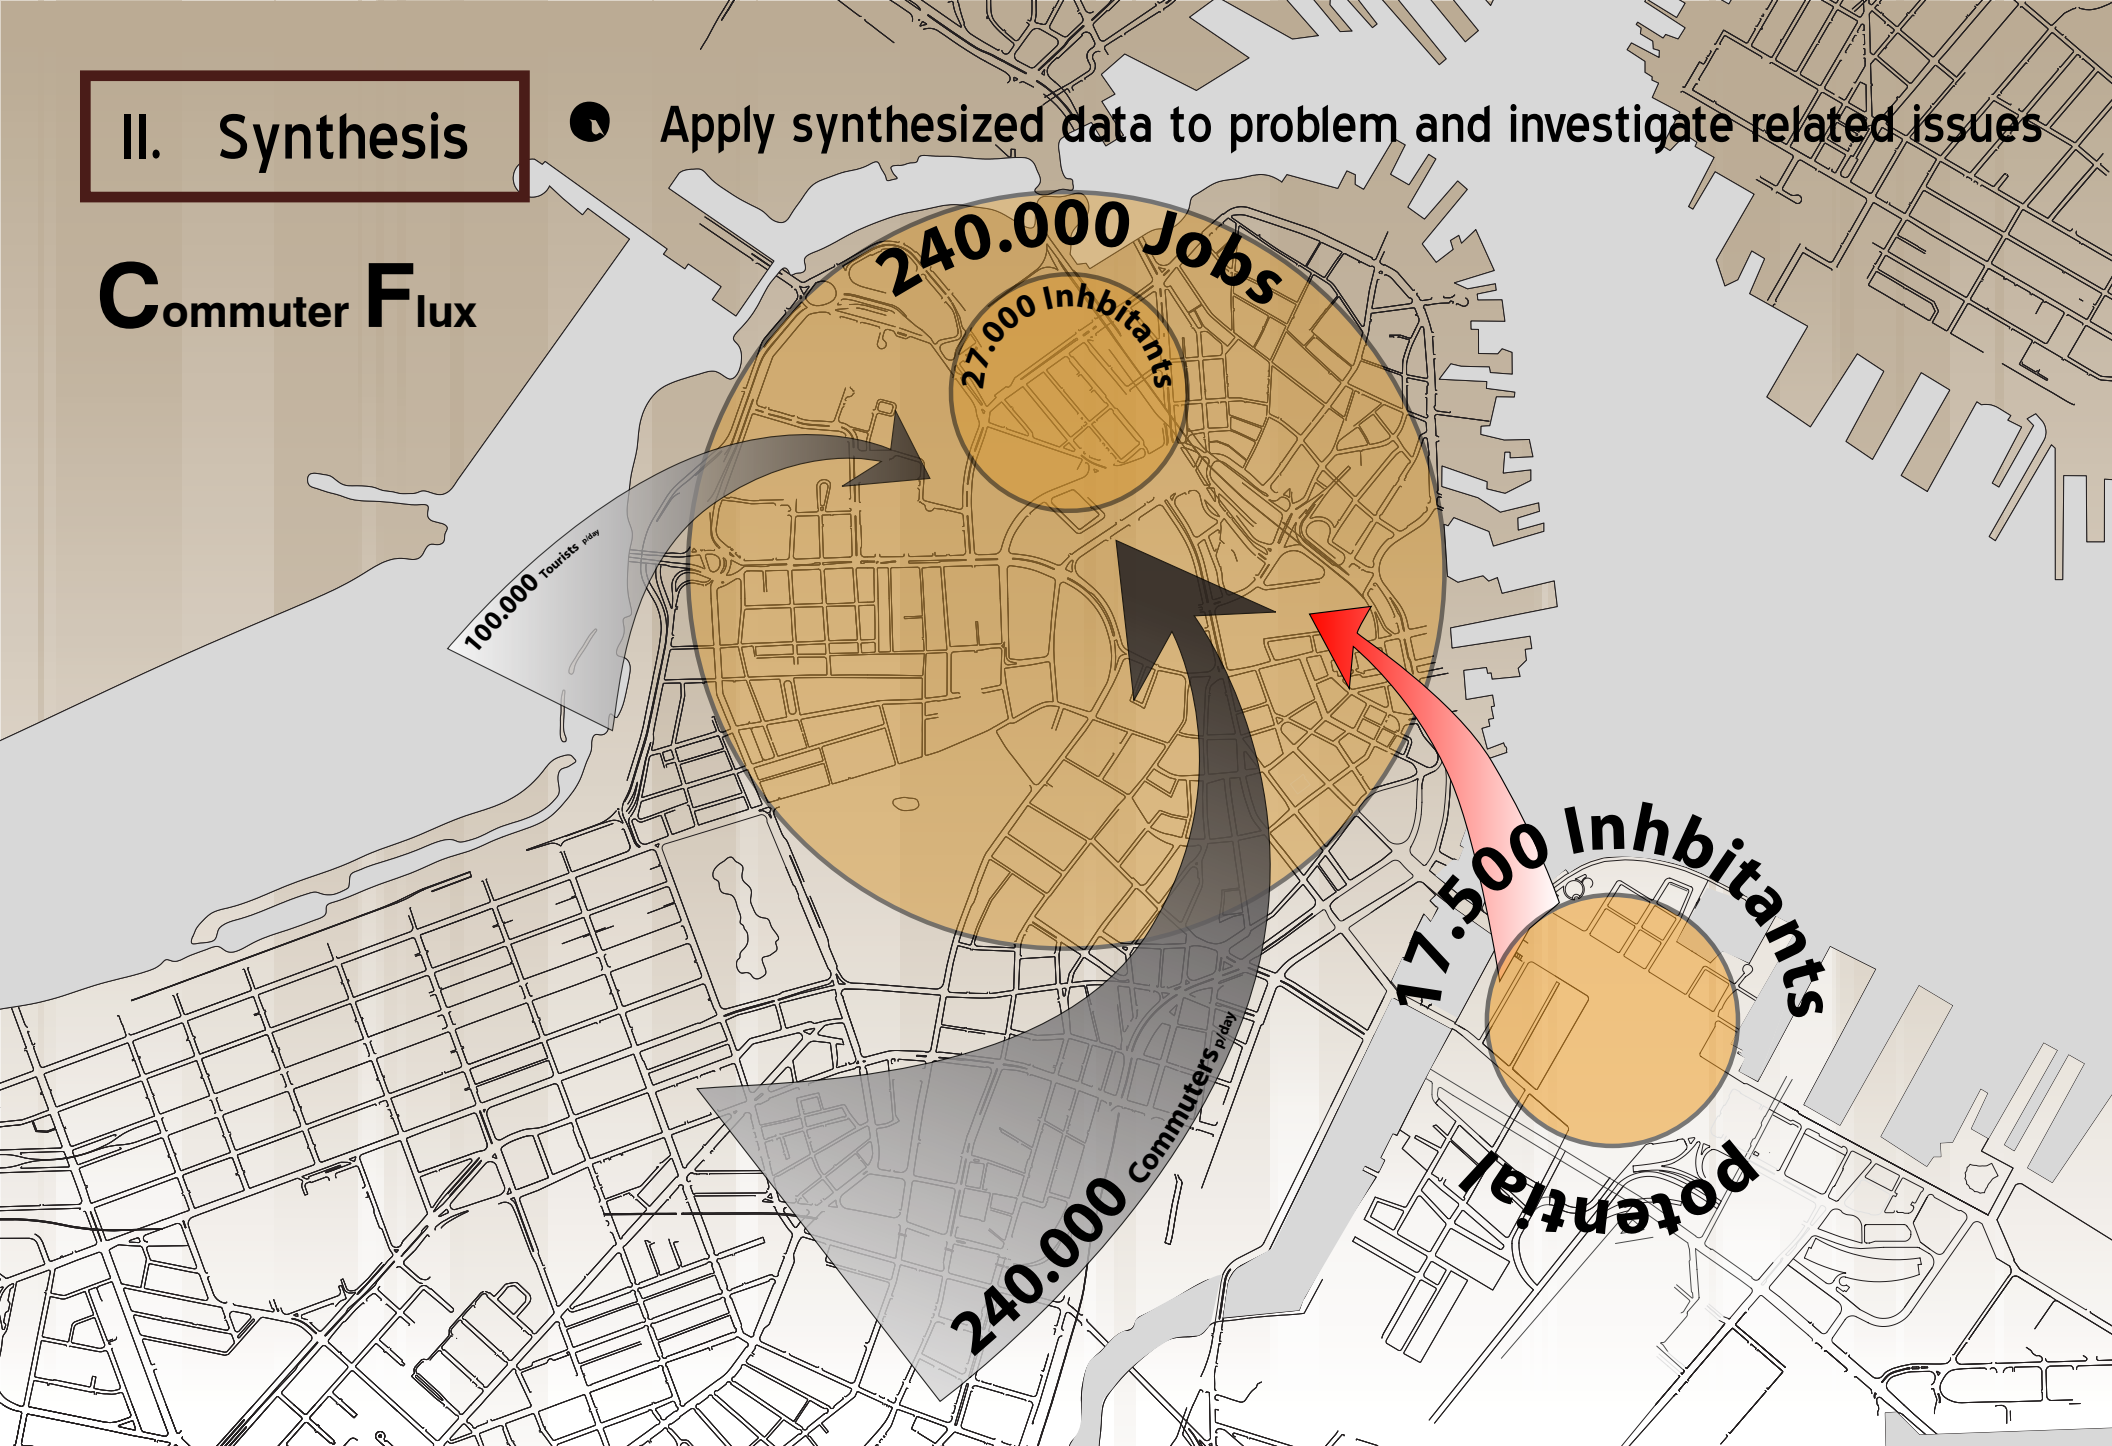 II. Synthesis
Apply synthesized data to problem and investigate related issues
Commuter Flux
240.000 Jobs
27.000 Inhbitants
100.000 Tourists p/day
17.500 Inhbitants
potential
240.000 Commuters p/day